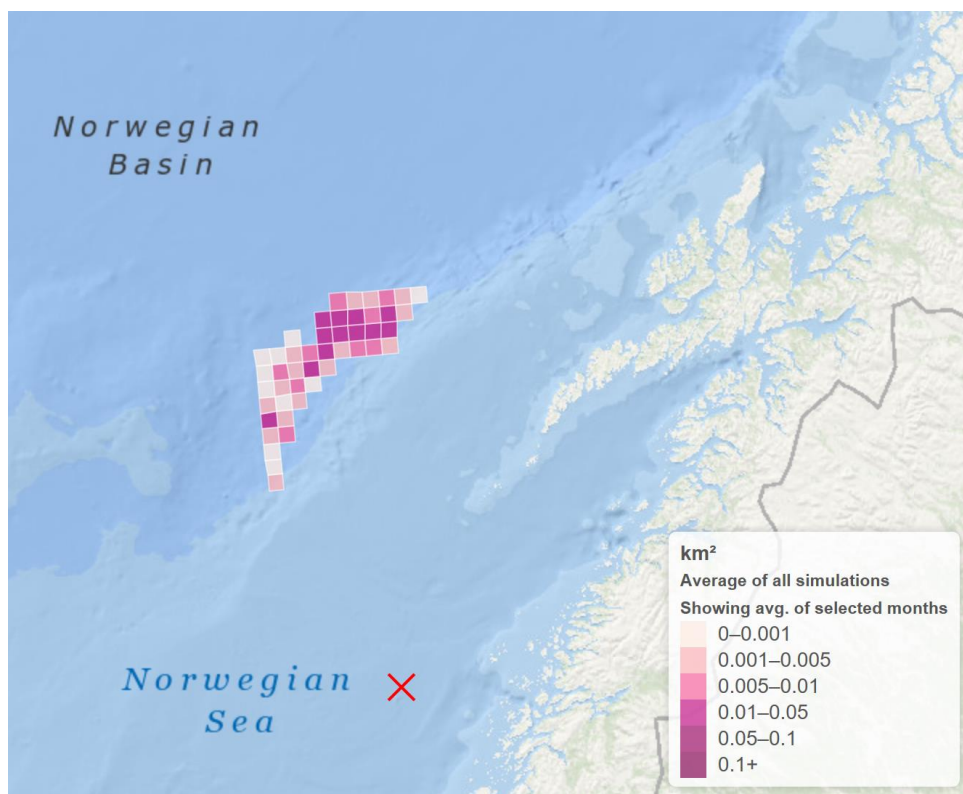 Norwegian
Basin
Norwegian
Sea
km²
Average of all simulations
Showing avg. of selected months
0–0.001
0.001–0.005
0.005–0.01
0.01–0.05
0.05–0.1
0.1+